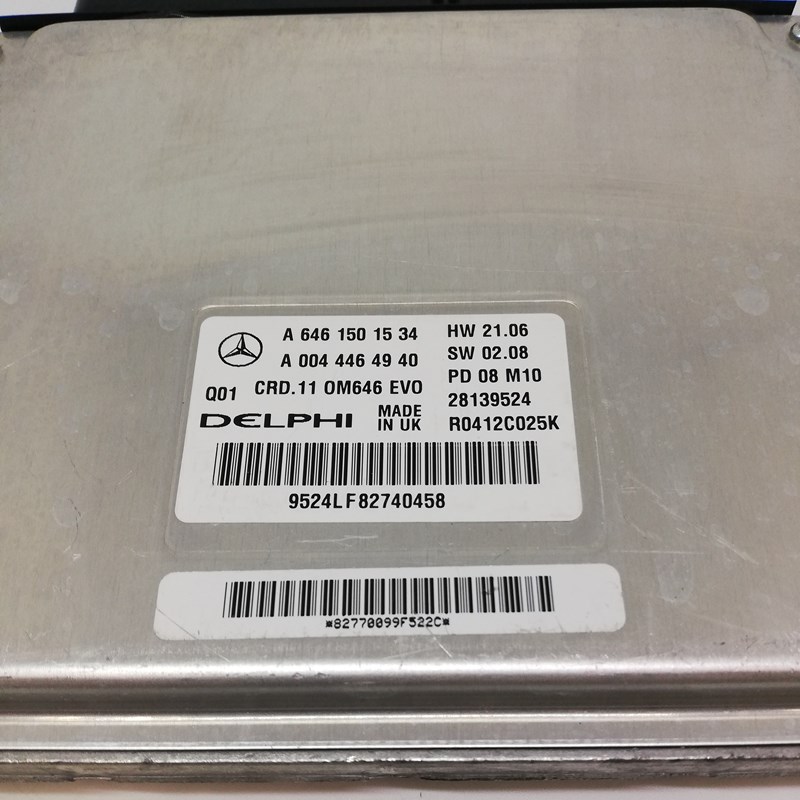 A 646 150 15 34 HW 21.06
A 004 446 49 40 SW 02.08
Q01 CRD.11 OM646 EVO PD 08 M10
28139524
DELPHI MADE IN UK R0412C025K
9524LF82740458
*82770099F522C*